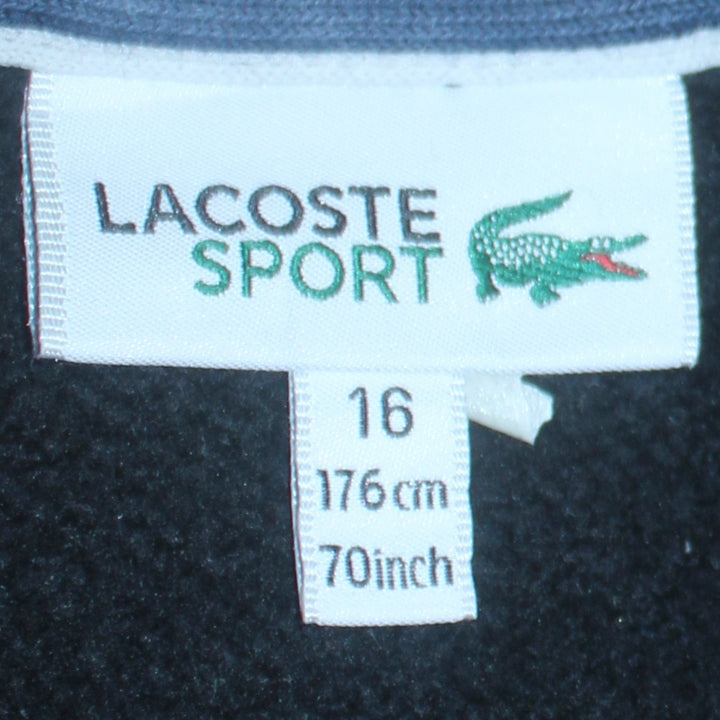 LACOSTE
SPORT
16
176cm
70inch